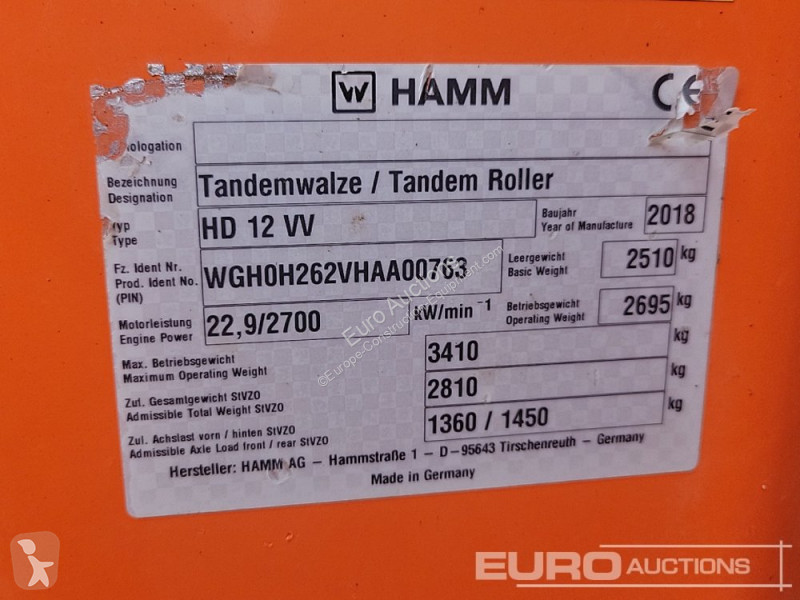 HAMM CE
Bezeichnung
Designation
Tandemwalze / Tandem Roller
Type
HD 12 VV
Baujahr
Year of Manufacture
2018
Fz. Ident Nr.
Prod. Ident No.
(PIN)
WGH0H262VHAA00763
Leergewicht
Basic Weight
2510 kg
Motorleistung
Engine Power
22,9/2700 kW/min⁻¹
Betriebsgewicht
Operating Weight
2695 kg
Max. Betriebsgewicht
Maximum Operating Weight
3410 kg
Zul. Gesamtgewicht StVZO
Admissible Total Weight StVZO
2810 kg
Zul. Achslast vorn / hinten StVZO
Admissible Axle Load front / rear StVZO
1360 / 1450 kg
Hersteller: HAMM AG – Hammstraße 1 – D-95643 Tirschenreuth – Germany
Made in Germany
Euro Auctions
©Europe-Construction-Equipment.com
EURO AUCTIONS